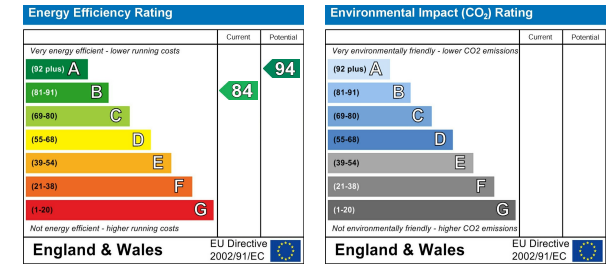 Energy Efficiency Rating
Current Potential
Very energy efficient - lower running costs
(92 plus) A
94
(81-91) B
84
(69-80) C
(55-68) D
(39-54) E
(21-38) F
(1-20) G
Not energy efficient - higher running costs
England & Wales
EU Directive
2002/91/EC
Environmental Impact (CO2) Rating
Current Potential
Very environmentally friendly - lower CO2 emissions
(92 plus) A
(81-91) B
(69-80) C
(55-68) D
(39-54) E
(21-38) F
(1-20) G
Not environmentally friendly - higher CO2 emissions
England & Wales
EU Directive
2002/91/EC